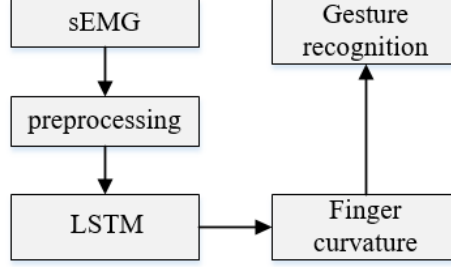 sEMG
preprocessing
LSTM
Finger
curvature
Gesture
recognition